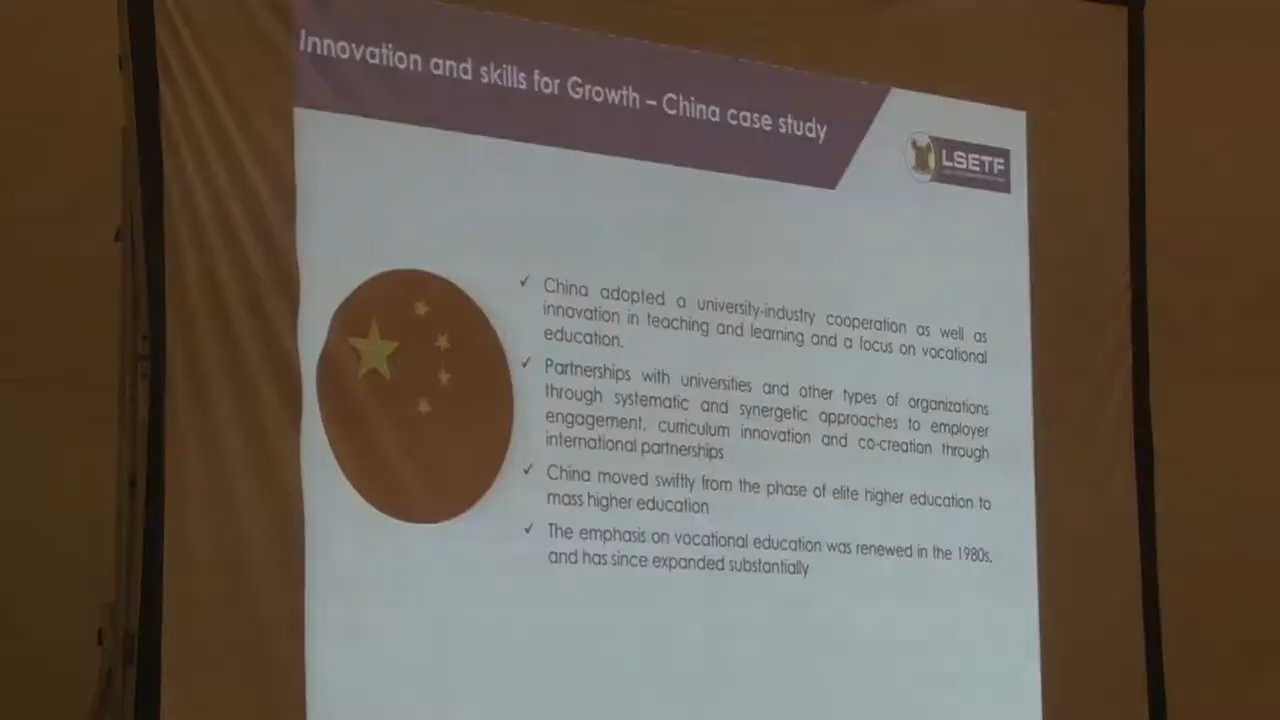 Innovation and skills for Growth – China case study
LSETF
✓ China adopted a university-industry cooperation as well as
innovation in teaching and learning and a focus on vocational
education.
✓ Partnerships with universities and other types of organizations
through systematic and synergetic approaches to employer
engagement, curriculum innovation and co-creation through
international partnerships
✓ China moved swiftly from the phase of elite higher education to
mass higher education
✓ The emphasis on vocational education was renewed in the 1980s,
and has since expanded substantially